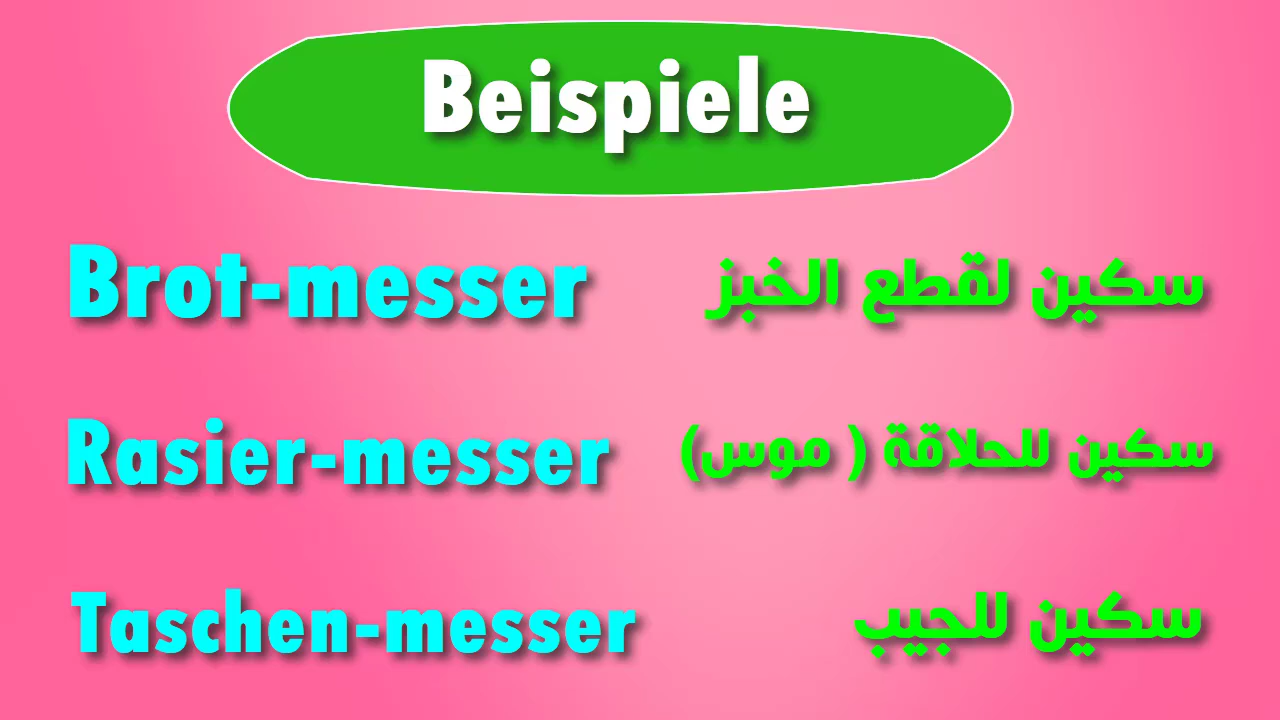 Beispiele
Brot-messer سكين لقطع الخبز
Rasier-messer سكين للحلاقة ( موس)
Taschen-messer سكين للجيب